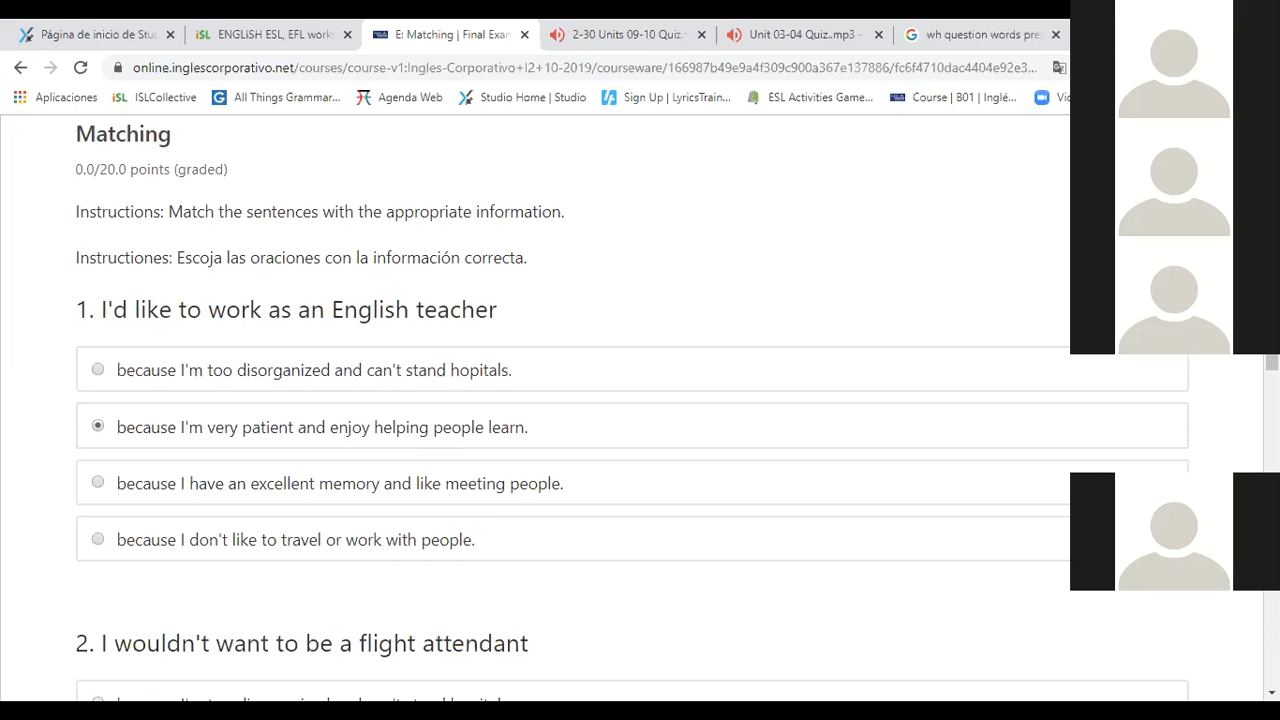 Página de inicio de Stu
ENGLiSH ESL, EFL work
E: Matching | Final Exam
2-30 Units 09-10 Quiz.
Unit 03-04 Quiz..mp3 -
wh question words pre
online.inglescorporativo.net/courses/course-v1:Ingles-Corporativo+I2+10-2019/courseware/166987b49e9a4f309c900a367e137886/fc6f4710dac4404e92e3...
Aplicaciones
iSL ISLCollective
All Things Grammar...
Agenda Web
Studio Home | Studio
Sign Up | LyricsTrain...
ESL Activities Game...
Course | B01 | Inglé...
Matching
0.0/20.0 points (graded)
Instructions: Match the sentences with the appropriate information.
Instructiones: Escoja las oraciones con la información correcta.
1. I'd like to work as an English teacher
because I'm too disorganized and can't stand hopitals.
because I'm very patient and enjoy helping people learn.
because I have an excellent memory and like meeting people.
because I don't like to travel or work with people.
2. I wouldn't want to be a flight attendant